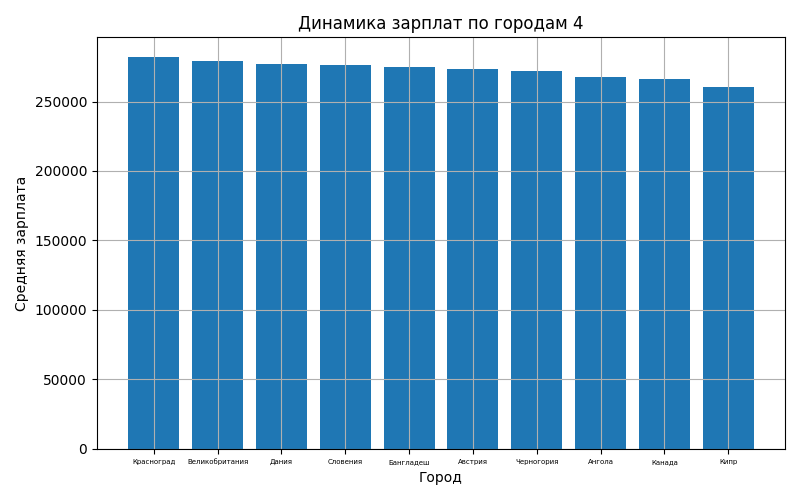 Динамика зарплат по городам 4
Средняя зарплата
250000
200000
150000
100000
50000
0
Красноград Великобритания Дания Словения Бангладеш Австрия Черногория Ангола Канада Кипр
Город